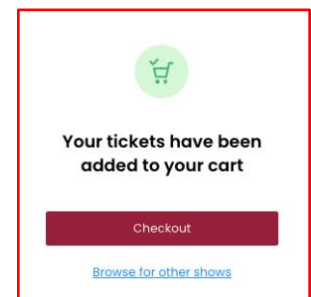 Your tickets have been
added to your cart
Checkout
Browse for other shows